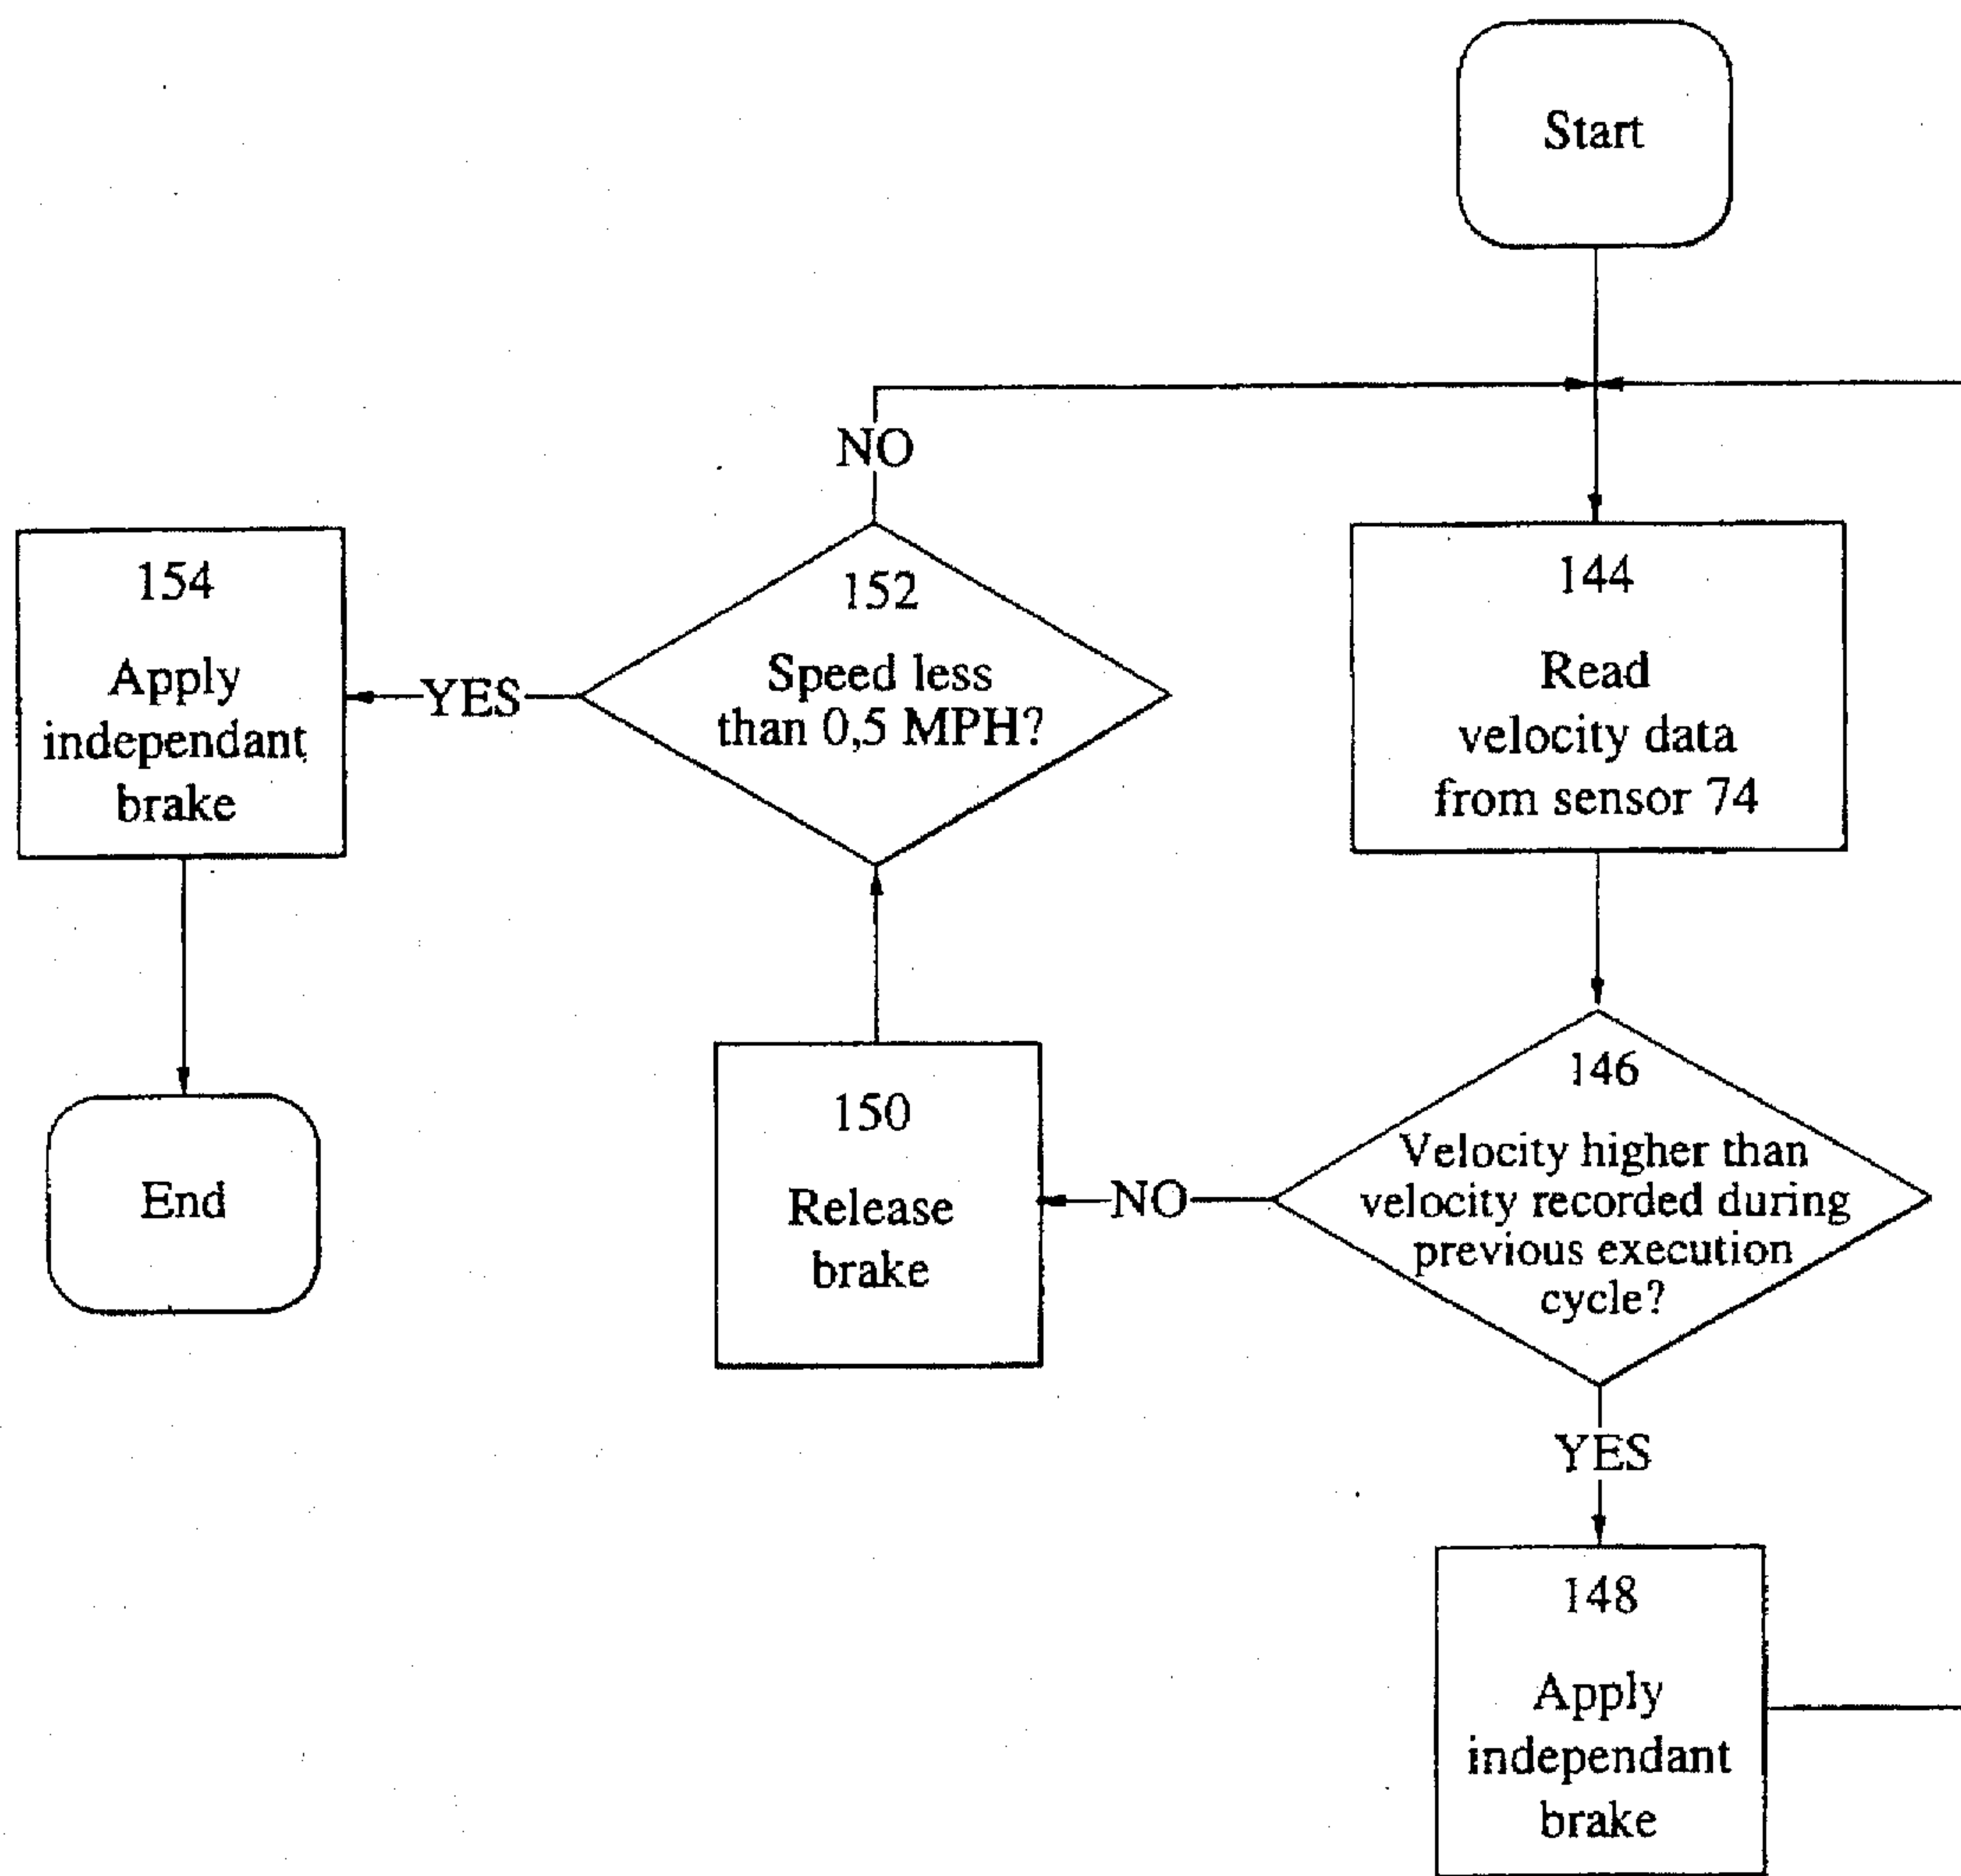 Start
144
Read
velocity data
from sensor 74
146
Velocity higher than
velocity recorded during
previous execution
cycle?
YES
148
Apply
independant
brake
NO
150
Release
brake
152
Speed less
than 0,5 MPH?
NO
YES
154
Apply
independant
brake
End